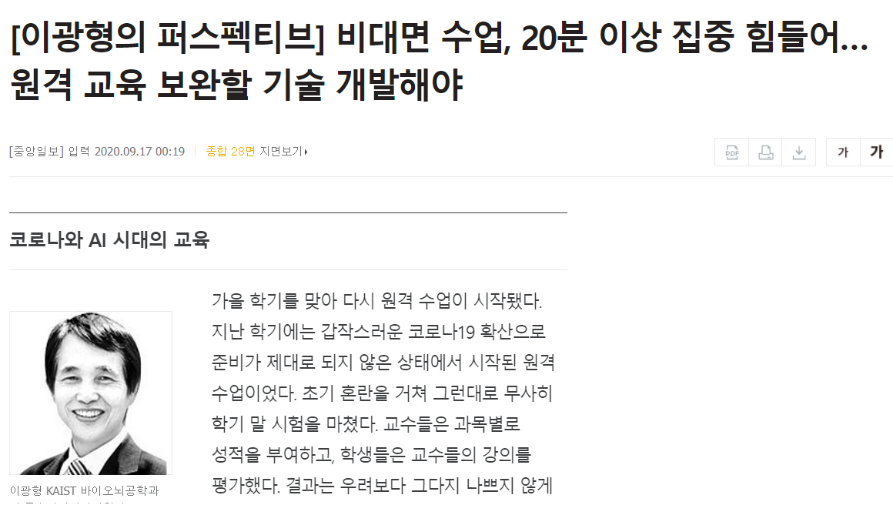 [이광형의 퍼스펙티브] 비대면 수업, 20분 이상 집중 힘들어…
원격 교육 보완할 기술 개발해야
[중앙일보] 입력 2020.09.17 00:19 종합 28면 지면보기
PDF 가 가
코로나와 AI 시대의 교육
가을 학기를 맞아 다시 원격 수업이 시작됐다.
지난 학기에는 갑작스러운 코로나19 확산으로
준비가 제대로 되지 않은 상태에서 시작된 원격
수업이었다. 초기 혼란을 거쳐 그런대로 무사히
학기 말 시험을 마쳤다. 교수들은 과목별로
성적을 부여하고, 학생들은 교수들의 강의를
평가했다. 결과는 우려보다 그다지 나쁘지 않게
이광형 KAIST 바이오뇌공학과